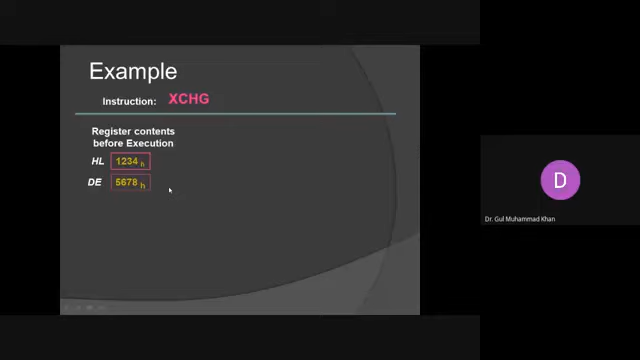 Example
Instruction: XCHG
Register contents
before Execution
HL 1234 h
DE 5678 h
D
Dr. Gul Muhammad Khan